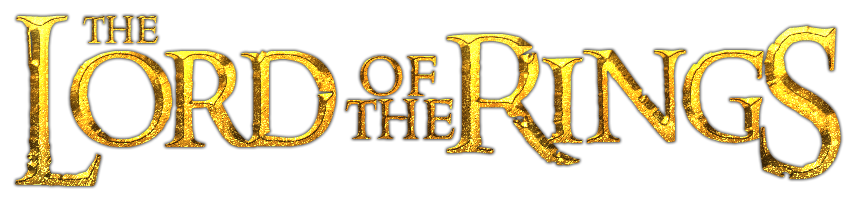 THE LORD OF THE RINGS